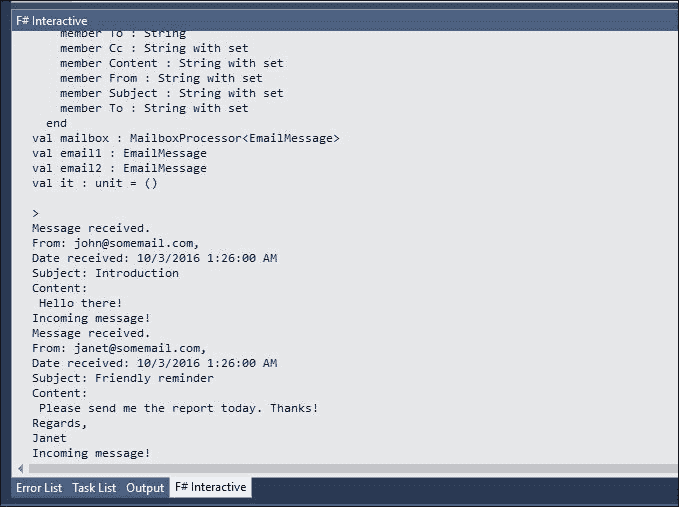 F# Interactive
member To : String
member Cc : String with set
member Content : String with set
member From : String with set
member Subject : String with set
member To : String with set
end
val mailbox : MailboxProcessor<EmailMessage>
val email1 : EmailMessage
val email2 : EmailMessage
val it : unit = ()
>
Message received.
From: john@somemail.com,
Date received: 10/3/2016 1:26:00 AM
Subject: Introduction
Content:
Hello there!
Incoming message!
Message received.
From: janet@somemail.com,
Date received: 10/3/2016 1:26:00 AM
Subject: Friendly reminder
Content:
Please send me the report today. Thanks!
Regards,
Janet
Incoming message!
Error List Task List Output F# Interactive